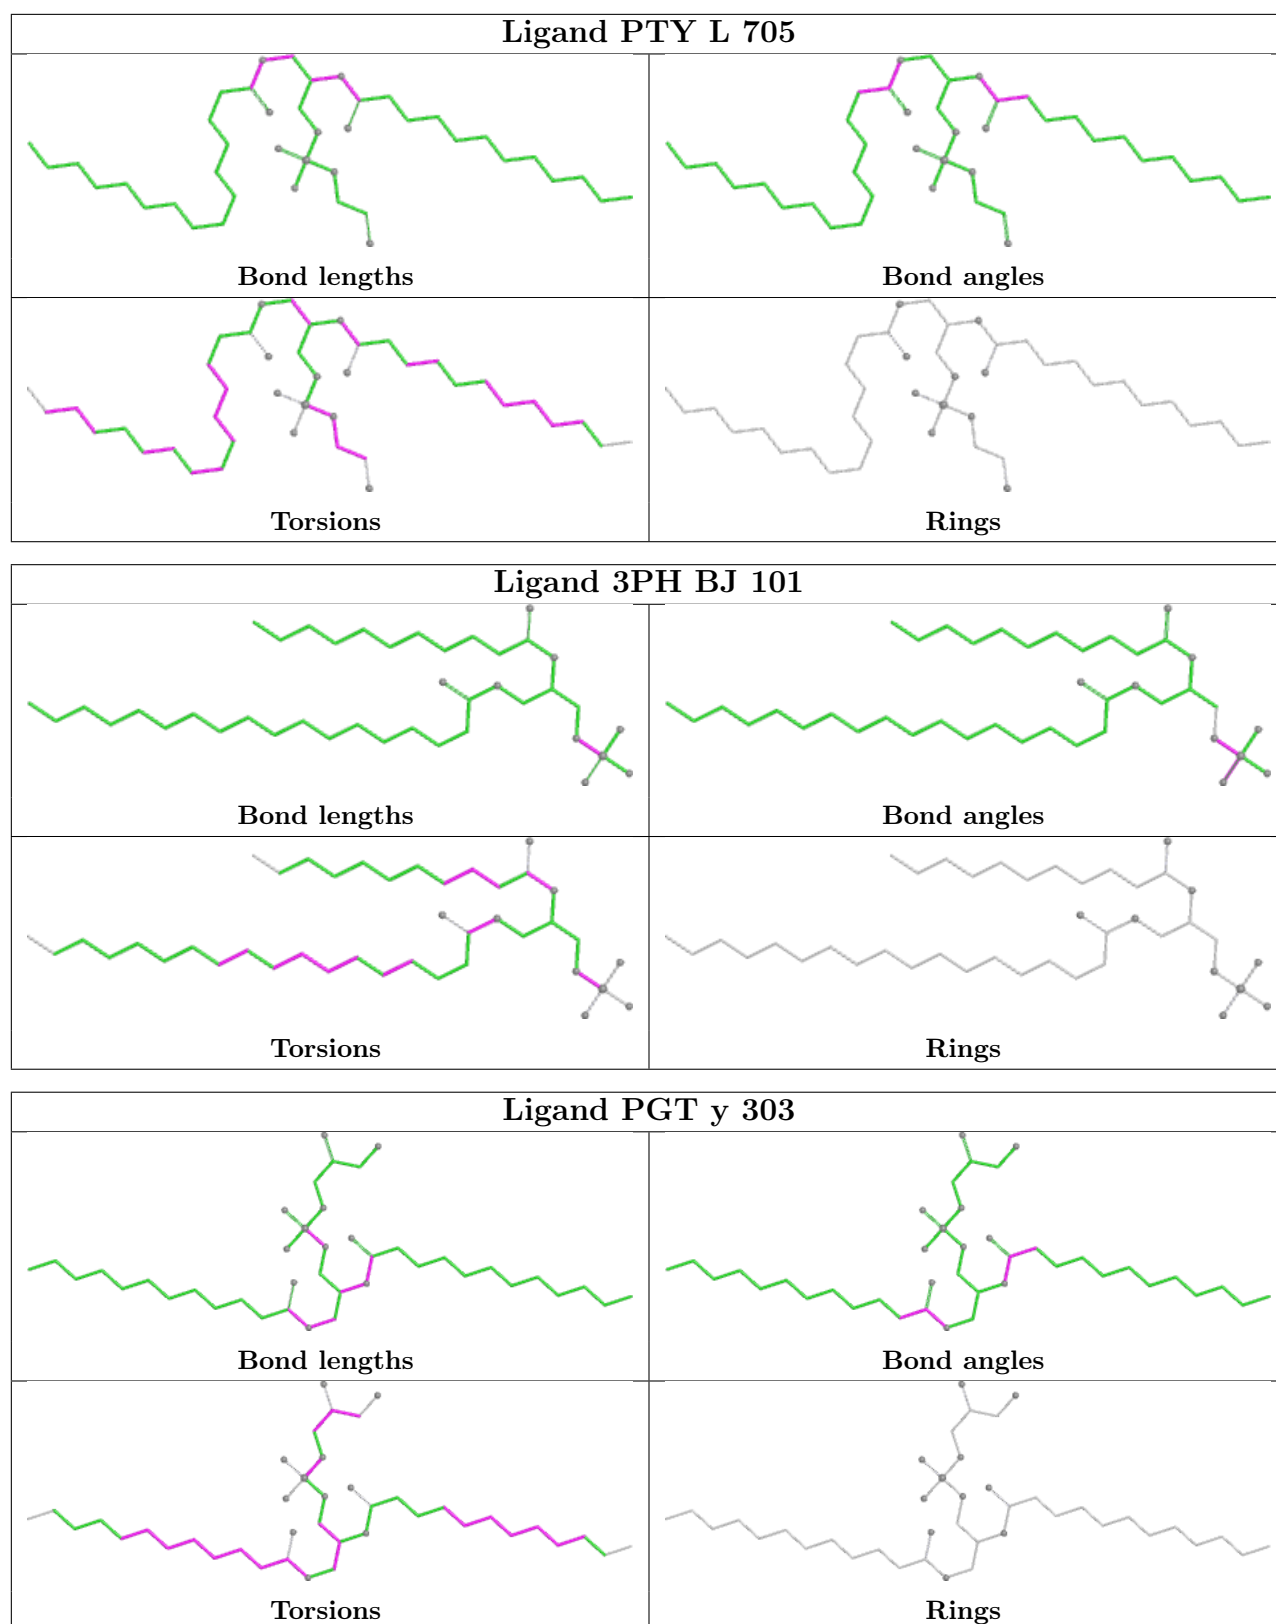 Ligand PTY L 705
Bond lengths
Bond angles
Torsions
Rings
Ligand 3PH BJ 101
Bond lengths
Bond angles
Torsions
Rings
Ligand PGT y 303
Bond lengths
Bond angles
Torsions
Rings